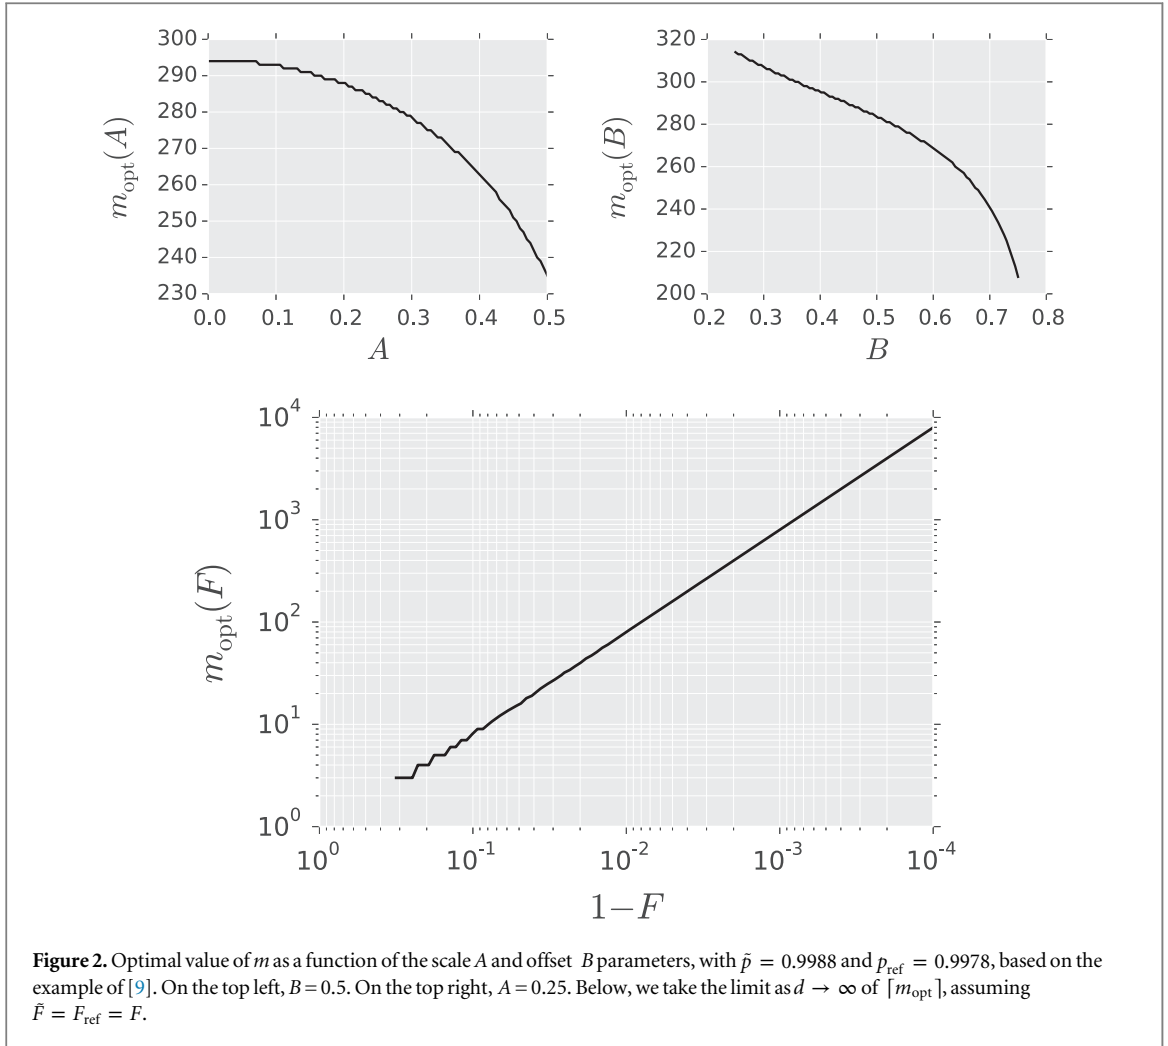 300
290
280
270
260
250
240
230
0.0 0.1 0.2 0.3 0.4 0.5
A
m_opt(A)
320
300
280
260
240
220
200
0.2 0.3 0.4 0.5 0.6 0.7 0.8
B
m_opt(B)
10^4
10^3
10^2
10^1
10^0
10^0 10^-1 10^-2 10^-3 10^-4
1−F
m_opt(F)
Figure 2. Optimal value of m as a function of the scale A and offset B parameters, with p̃ = 0.9988 and p_ref = 0.9978, based on the
example of [9]. On the top left, B = 0.5. On the top right, A = 0.25. Below, we take the limit as d → ∞ of ⌈m_opt⌉, assuming
F̃ = F_ref = F.